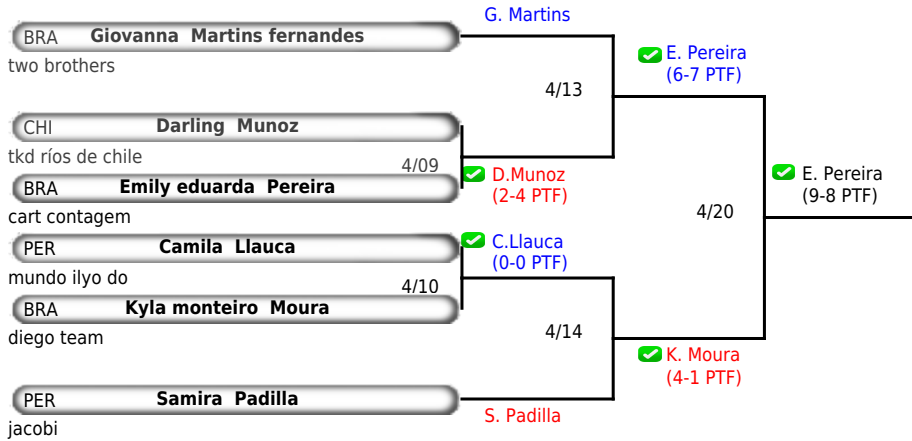 G. Martins
BRA Giovanna Martins fernandes
two brothers
E. Pereira
(6-7 PTF)
4/13
CHI Darling Munoz
tkd ríos de chile
4/09
D.Munoz
(2-4 PTF)
BRA Emily eduarda Pereira
cart contagem
E. Pereira
(9-8 PTF)
4/20
PER Camila Llauca
mundo ilyo do
C.Llauca
(0-0 PTF)
4/10
BRA Kyla monteiro Moura
diego team
4/14
K. Moura
(4-1 PTF)
PER Samira Padilla
jacobi
S. Padilla